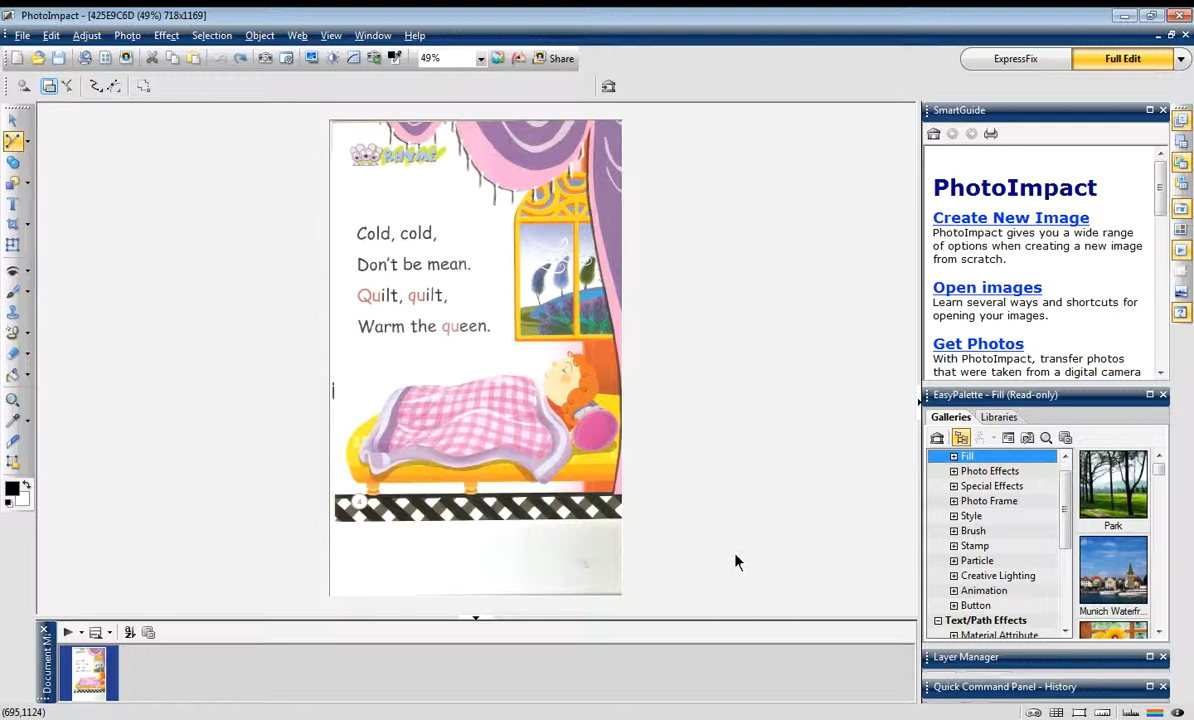 PhotoImpact - [425E9C6D (49%) 718x1169]
File Edit Adjust Photo Effect Selection Object Web View Window Help
49% Share ExpressFix Full Edit
SmartGuide
PhotoImpact
Create New Image
PhotoImpact gives you a wide range
of options when creating a new image
from scratch.
Open images
Learn several ways and shortcuts for
opening your images.
Get Photos
With PhotoImpact, transfer photos
that were taken from a digital camera
RHYME
Cold, cold,
Don't be mean.
Quilt, quilt,
Warm the queen.
i
4
EasyPalette - Fill (Read-only)
Galleries Libraries
Fill
Photo Effects
Special Effects
Photo Frame
Style
Brush
Stamp
Particle
Creative Lighting
Animation
Button
Text/Path Effects
Material Attribute
Park
Munich Waterfr...
Layer Manager
Quick Command Panel - History
Document M
(695,1124)